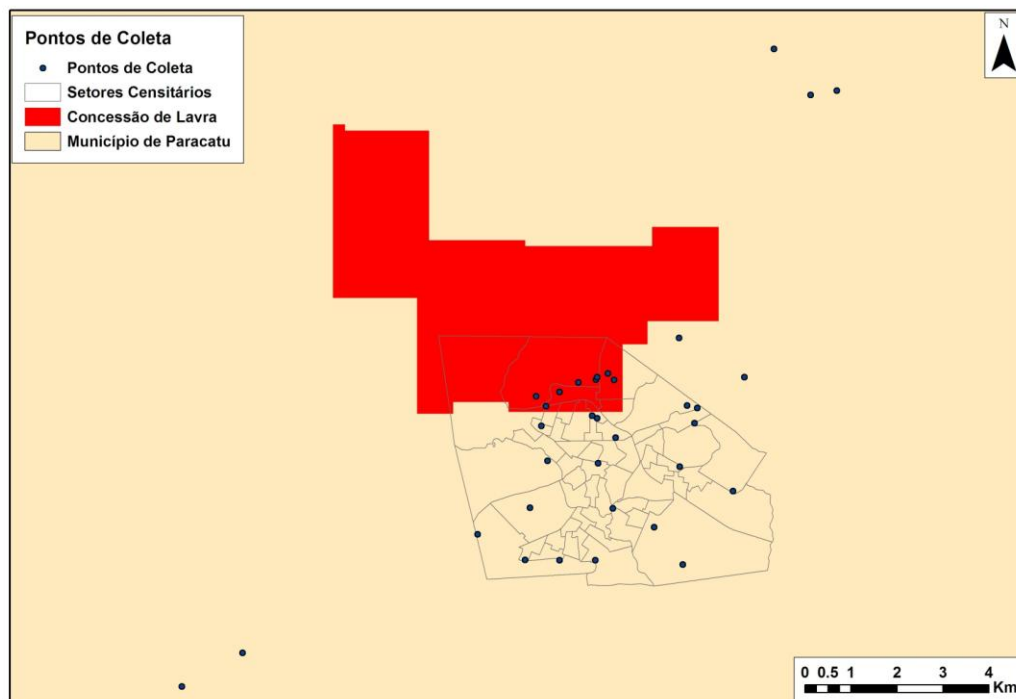 Pontos de Coleta
Pontos de Coleta
Setores Censitários
Concessão de Lavra
Município de Paracatu
N
0 0.5 1 2 3 4
Km